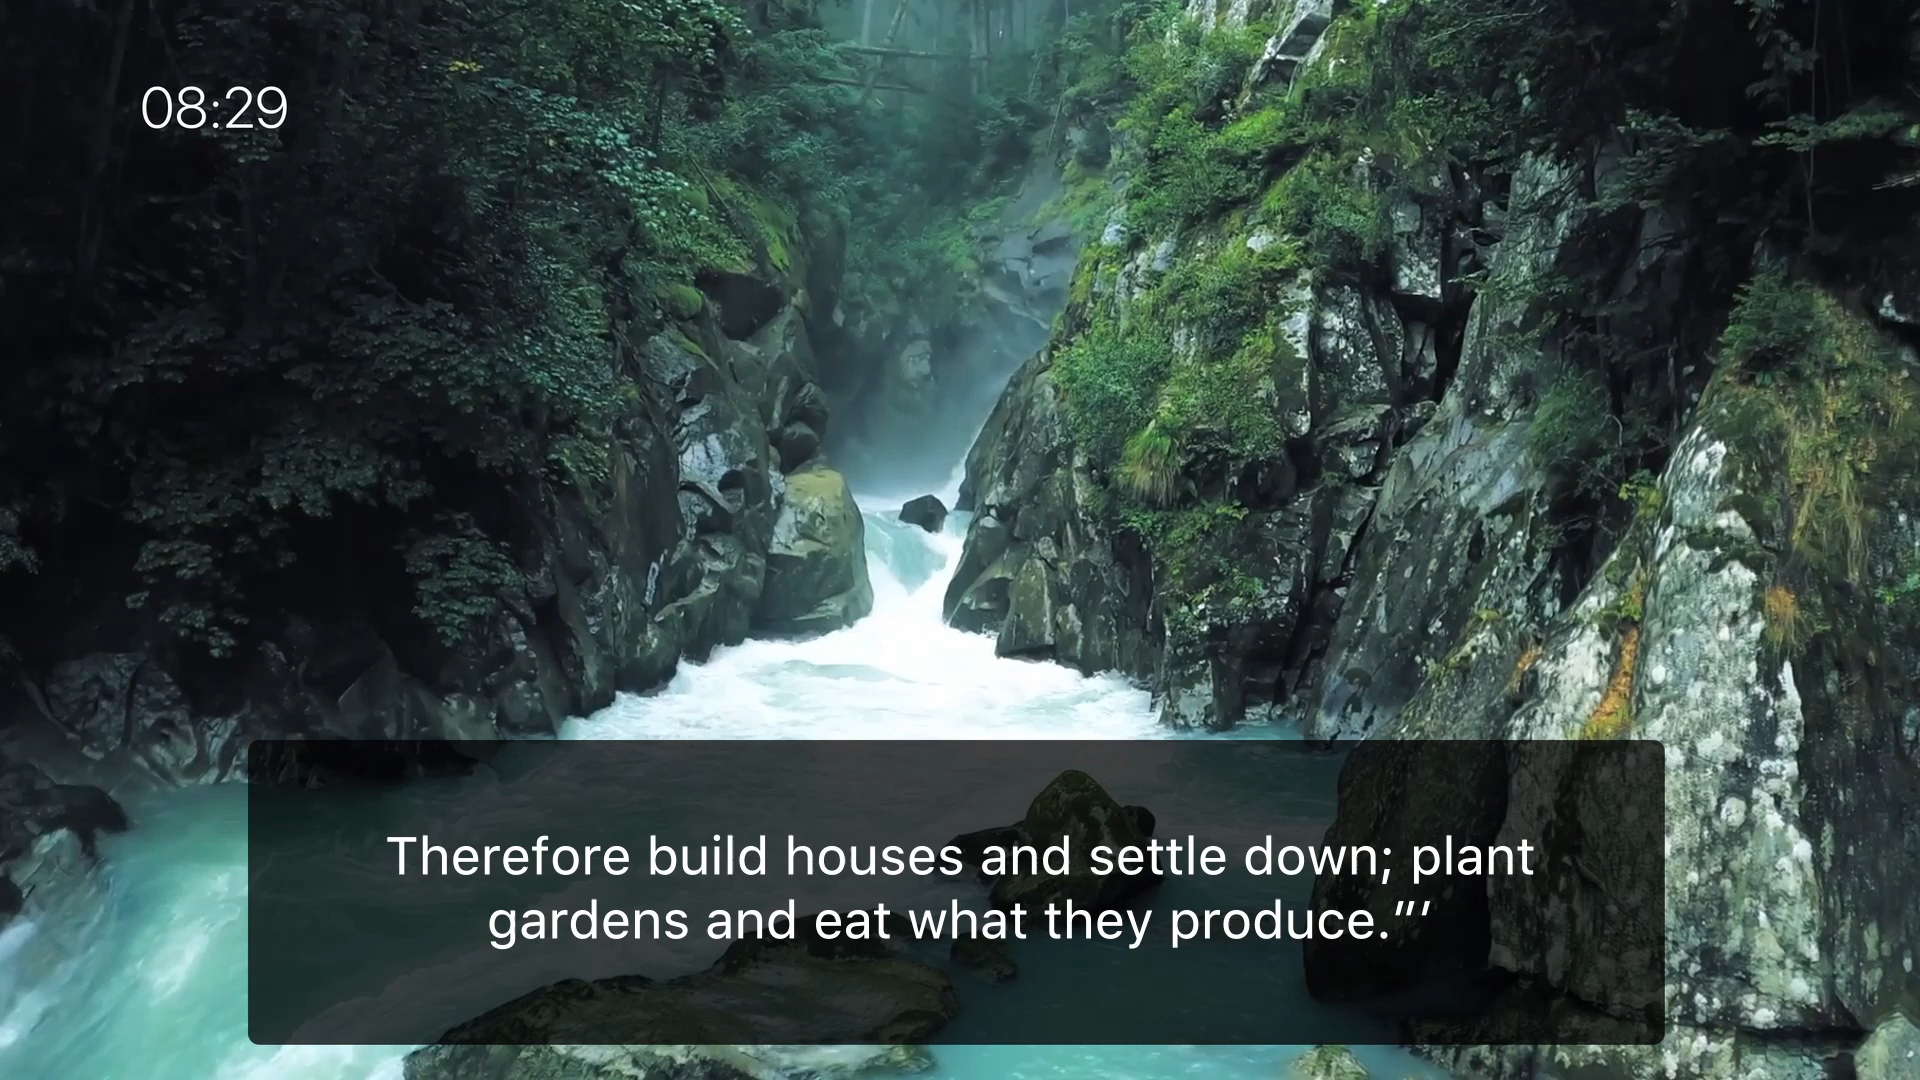 08:29
Therefore build houses and settle down; plant
gardens and eat what they produce.”’